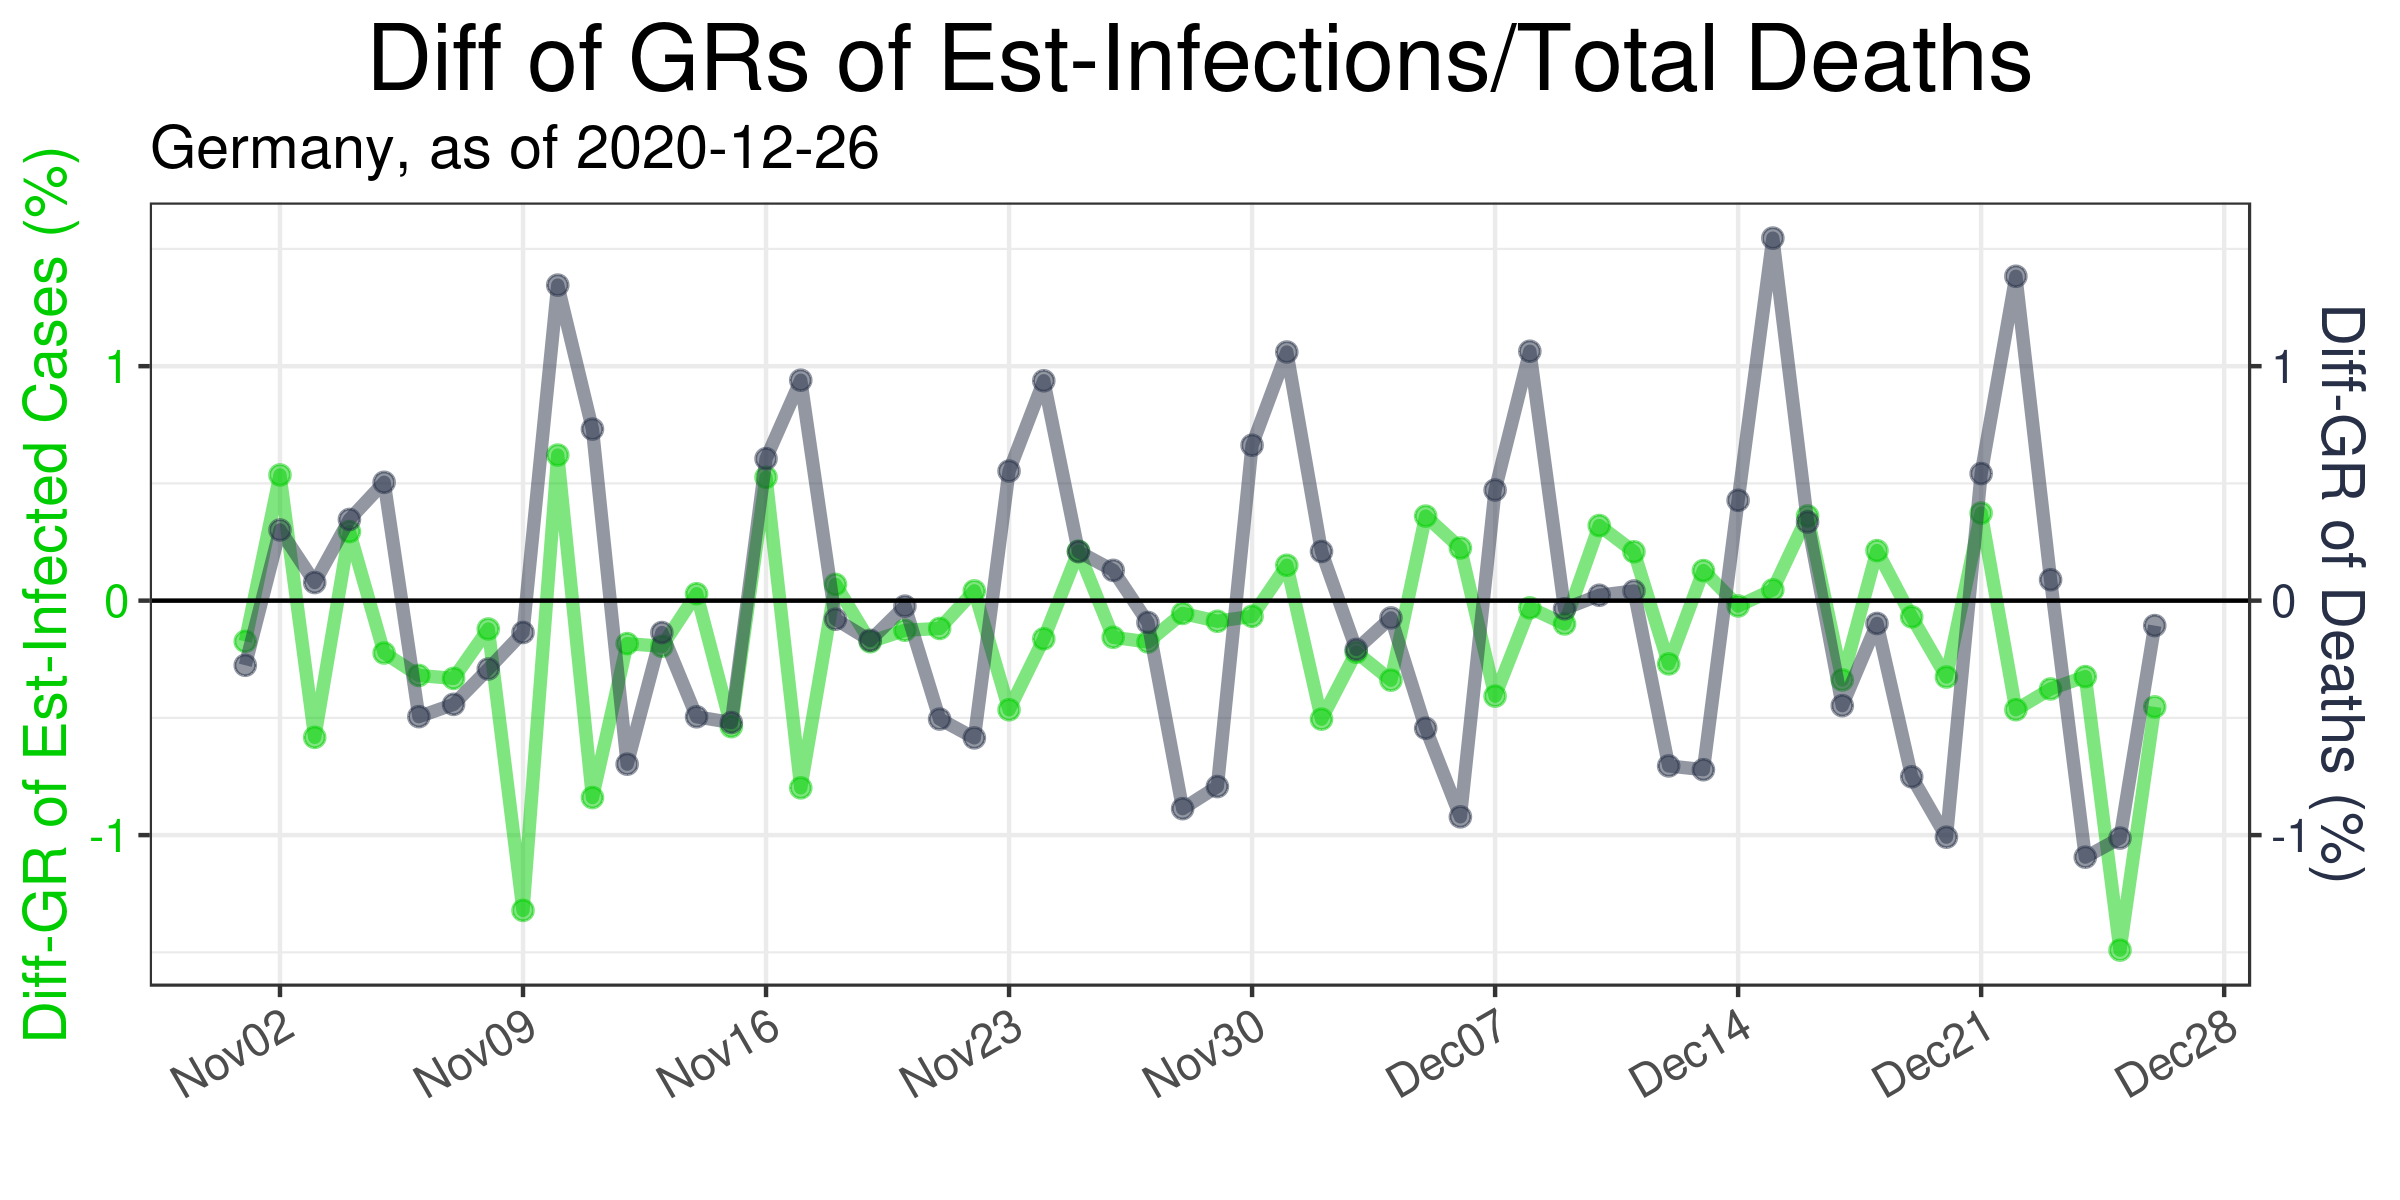 Diff of GRs of Est-Infections/Total Deaths
Germany, as of 2020-12-26
Diff-GR of Est-Infected Cases (%)
1
0
-1
1
0
-1
Diff-GR of Deaths (%)
Nov02
Nov09
Nov16
Nov23
Nov30
Dec07
Dec14
Dec21
Dec28